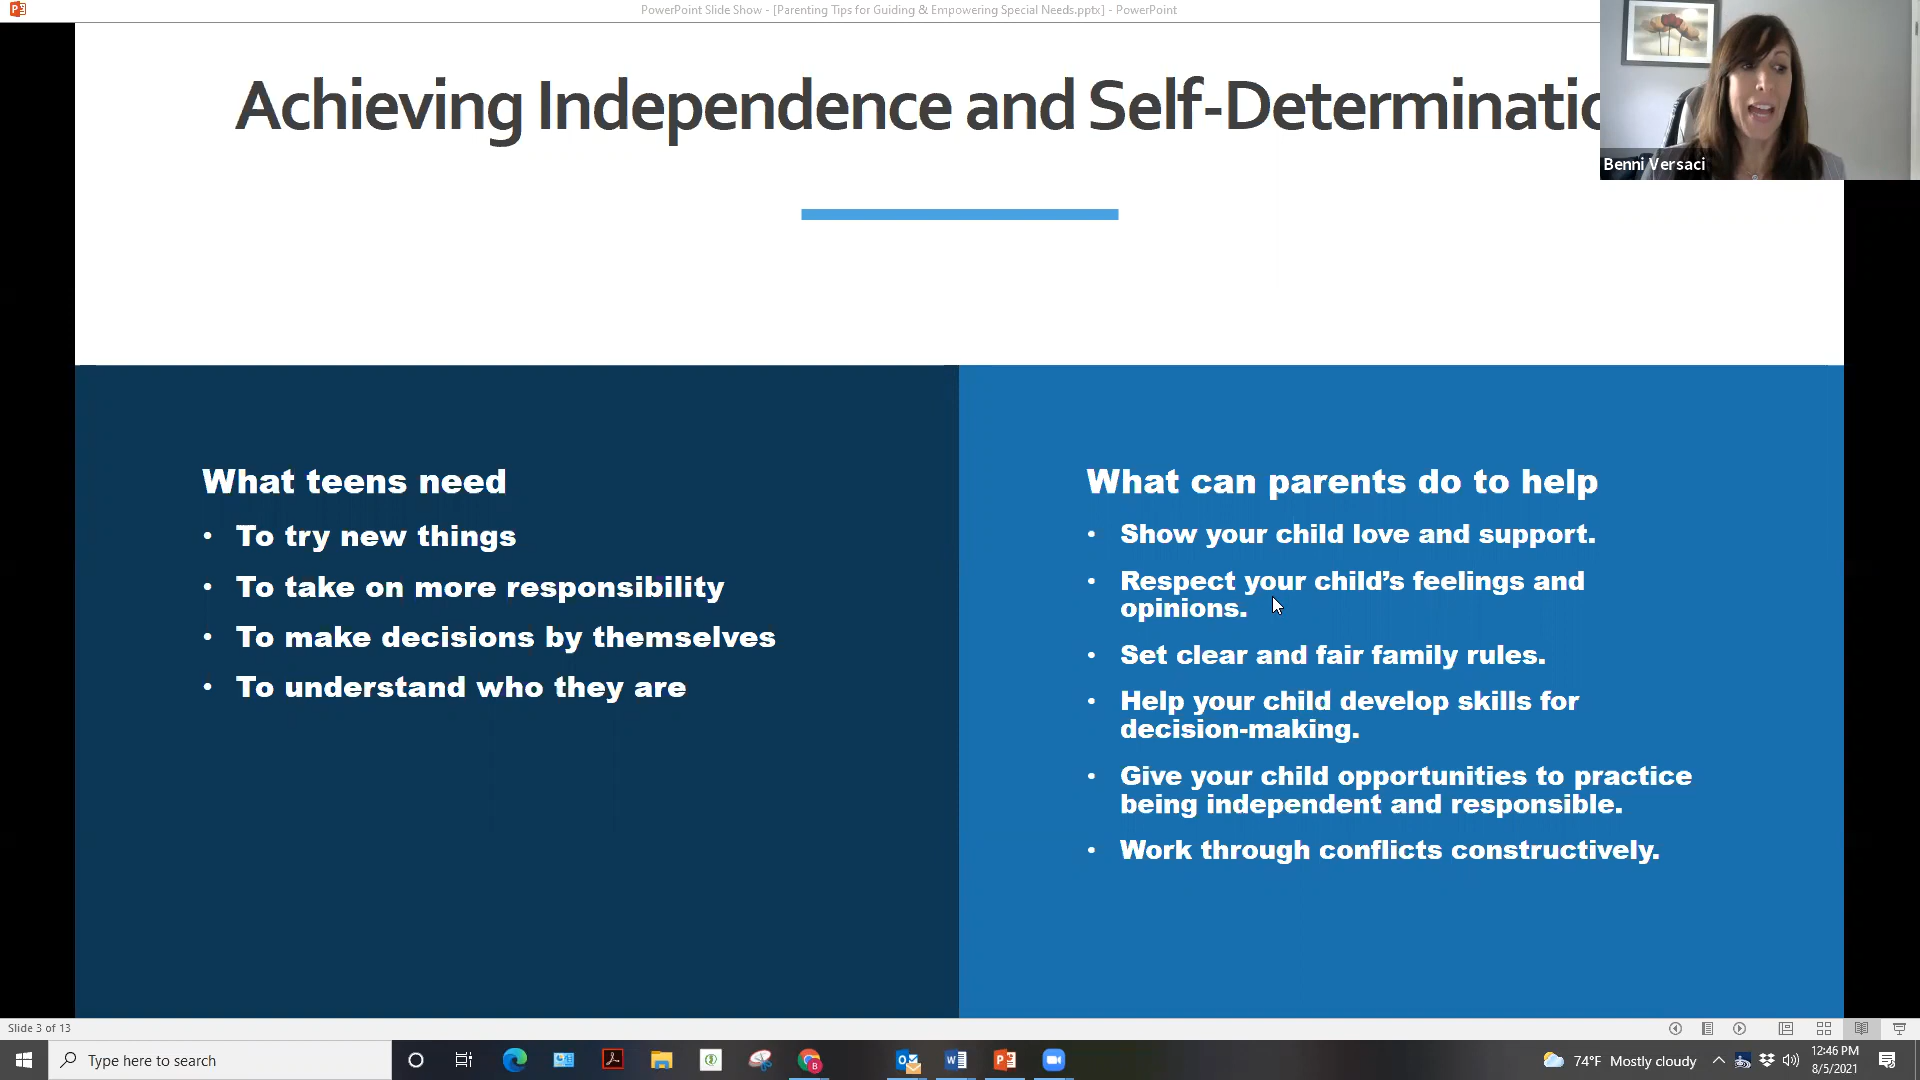 PowerPoint Slide Show - [Parenting Tips for Guiding & Empowering Special Needs.pptx] - PowerPoint
Achieving Independence and Self-Determinatio
Benni Versaci
What teens need
• To try new things
• To take on more responsibility
• To make decisions by themselves
• To understand who they are
What can parents do to help
• Show your child love and support.
• Respect your child’s feelings and
opinions.
• Set clear and fair family rules.
• Help your child develop skills for
decision-making.
• Give your child opportunities to practice
being independent and responsible.
• Work through conflicts constructively.
Slide 3 of 13
Type here to search
74°F Mostly cloudy
12:46 PM
8/5/2021